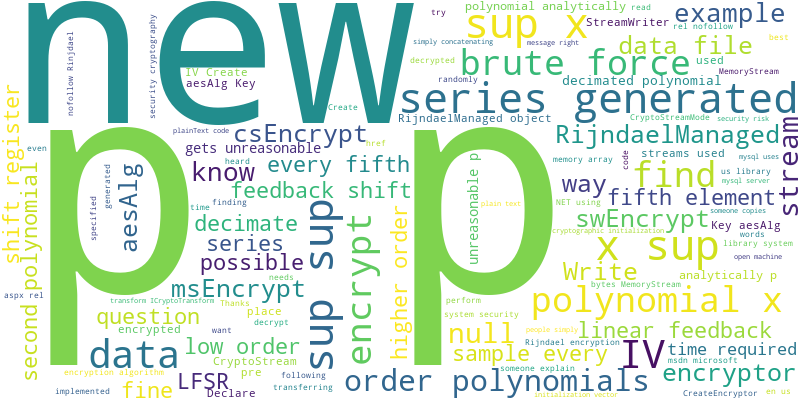 new
p p
sup x
example
polynomial analytically
read
rel nofollow
StreamWriter
try
brute force
data file
used
simply concatenating
message right
best
decrypted
decimated polynomial
MemoryStream
randomly
series generated
nofollow Rinjdael
security cryptography
IV Create
aesAlg Key
Create
RijndaelManaged object
CryptoStreamMode
security risk
plainText code
csEncrypt
RijndaelManaged
stream
even
gets unreasonable
href
streams used
code
mysql uses
shift register
heard
every fifth
memory array
find
us library
mysql server
know
generated
aesAlg
feedback shift
unreasonable p
way
fifth element
time
finding
plain text
NET using
someone copies
specified
second polynomial
decimate
sup sup
encrypt
higher order
swEncrypt
Key aesAlg
words
cryptographic initialization
series
x sup
library system
possible
open machine
Write
analytically p
aspx rel
msEncrypt
needs
bytes MemoryStream
transform ICryptoTransform
Thanks
perform
polynomial x
question
place
system security
encrypted
decrypt
null
people simply
linear feedback
want
data
low order
Rijndael encryption
sample every
IV
time required
CryptoStream
pre
msdn microsoft
encryption algorithm
someone explain
encryptor
fine
LFSR
following
order polynomials
implemented
Declare
transferring
initialization vector
CreateEncryptor
en us